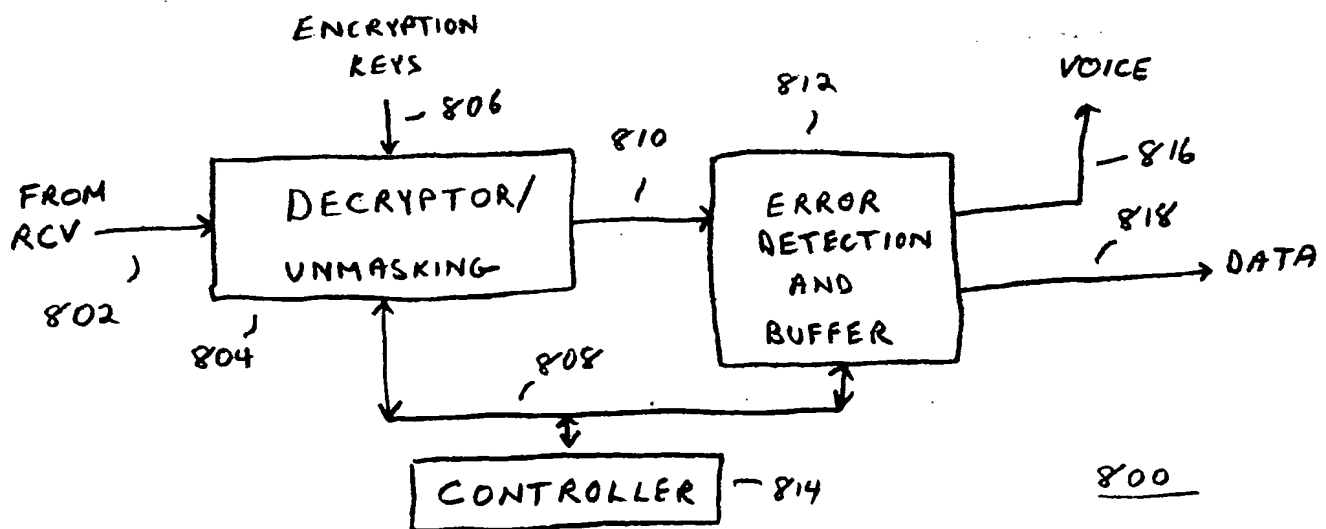 ENCRYPTION
KEYS
806
812
VOICE
816
810
FROM
RCV
802
DECRYPTOR/
UNMASKING
804
ERROR
DETECTION
AND
BUFFER
818
DATA
808
CONTROLLER
814
800